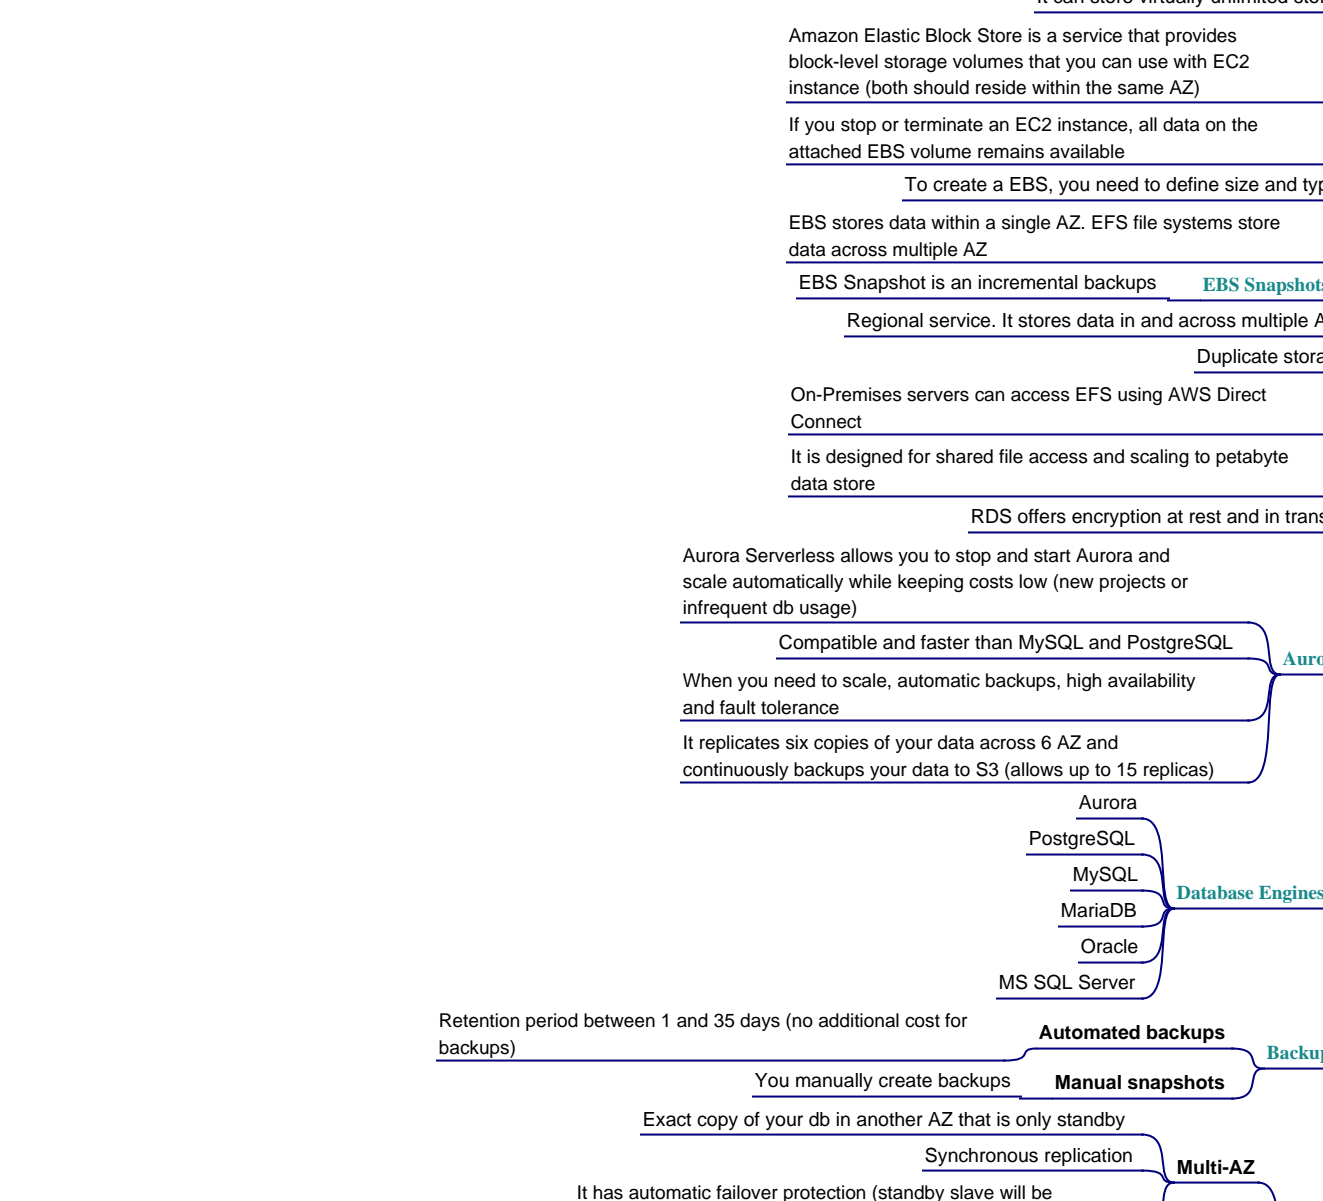 Amazon Elastic Block Store is a service that provides
block-level storage volumes that you can use with EC2
instance (both should reside within the same AZ)
If you stop or terminate an EC2 instance, all data on the
attached EBS volume remains available
To create a EBS, you need to define size and typ
EBS stores data within a single AZ. EFS file systems store
data across multiple AZ
EBS Snapshot is an incremental backups
EBS Snapshots
Regional service. It stores data in and across multiple A
Duplicate stora
On-Premises servers can access EFS using AWS Direct
Connect
It is designed for shared file access and scaling to petabyte
data store
RDS offers encryption at rest and in trans
Aurora Serverless allows you to stop and start Aurora and
scale automatically while keeping costs low (new projects or
infrequent db usage)
Compatible and faster than MySQL and PostgreSQL
Auro
When you need to scale, automatic backups, high availability
and fault tolerance
It replicates six copies of your data across 6 AZ and
continuously backups your data to S3 (allows up to 15 replicas)
Aurora
PostgreSQL
MySQL
Database Engines
MariaDB
Oracle
MS SQL Server
Retention period between 1 and 35 days (no additional cost for
backups)
Automated backups
Backup
You manually create backups
Manual snapshots
Exact copy of your db in another AZ that is only standby
Synchronous replication
Multi-AZ
It has automatic failover protection (standby slave will be